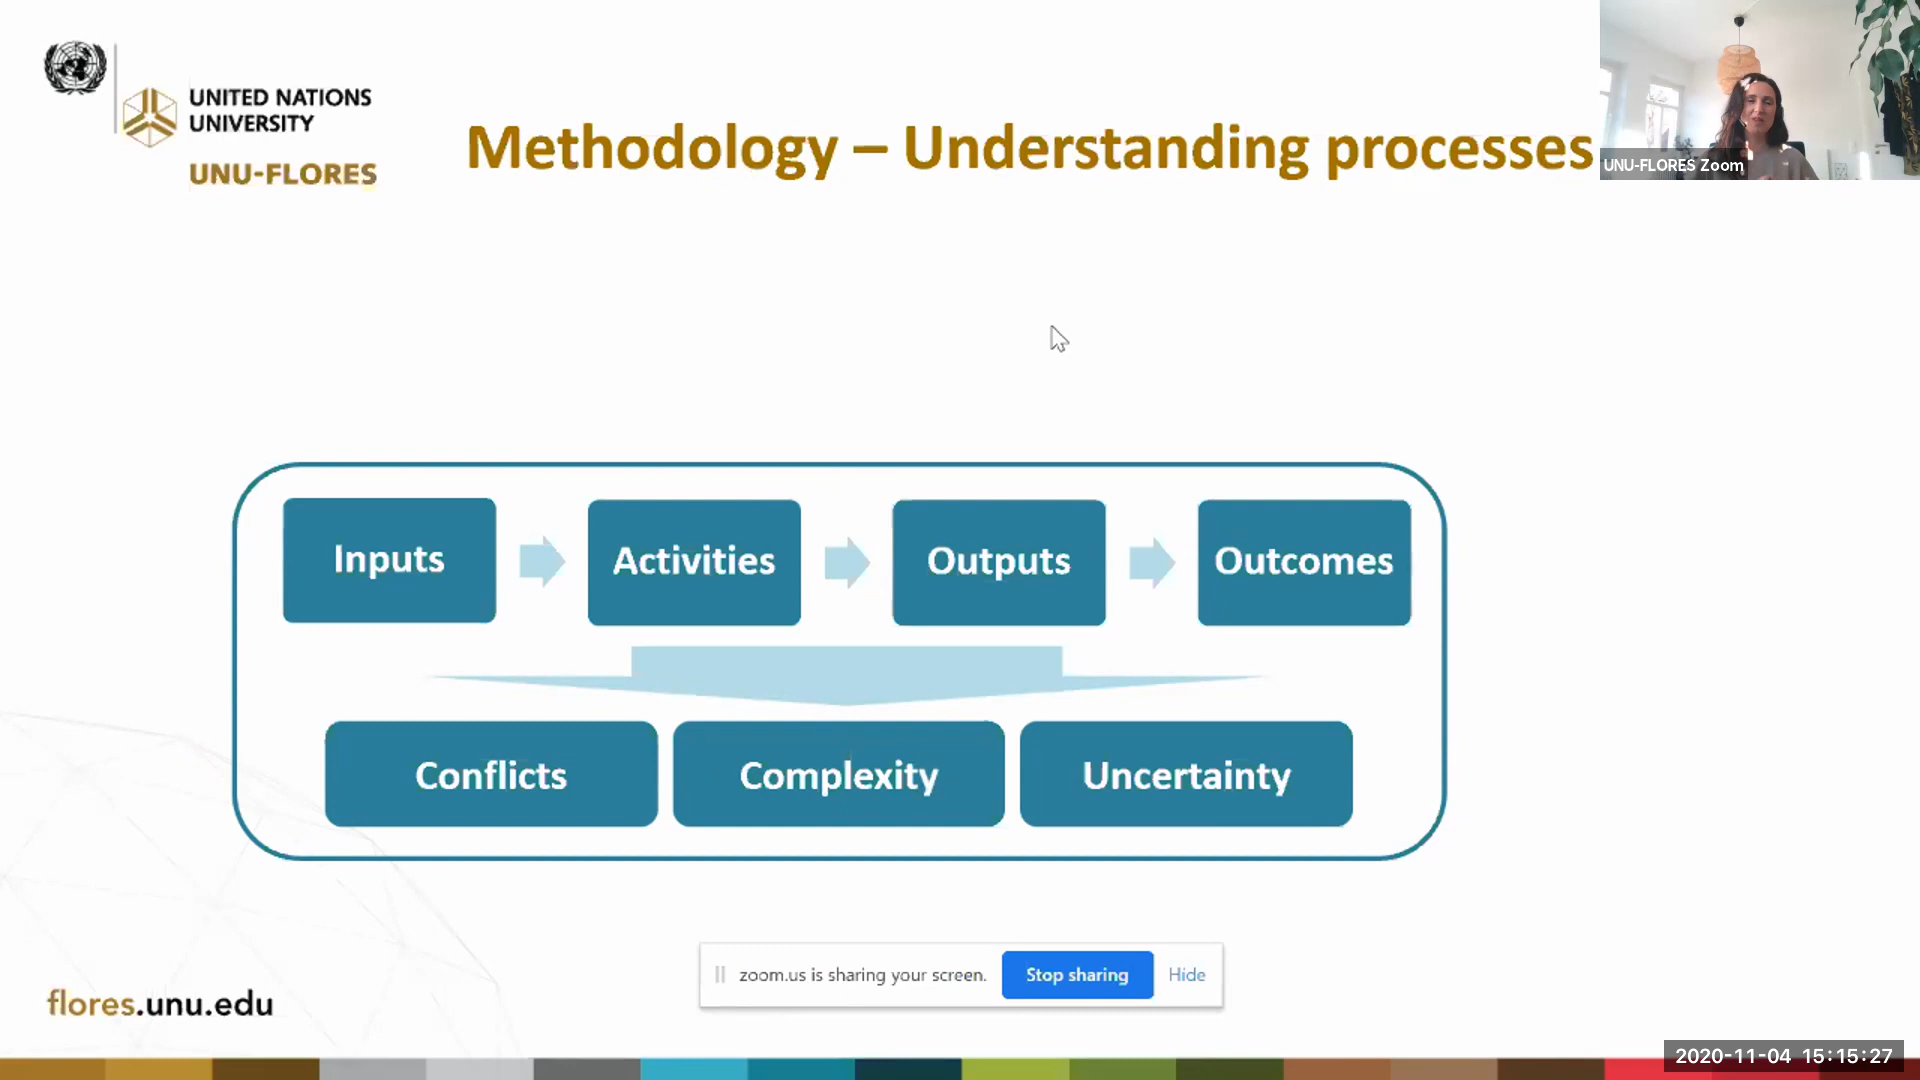 UNITED NATIONS
UNIVERSITY
UNU-FLORES
Methodology – Understanding processes
UNU-FLORES Zoom
Inputs
Activities
Outputs
Outcomes
Conflicts
Complexity
Uncertainty
zoom.us is sharing your screen.
Stop sharing
Hide
flores.unu.edu
2020-11-04 15:15:27